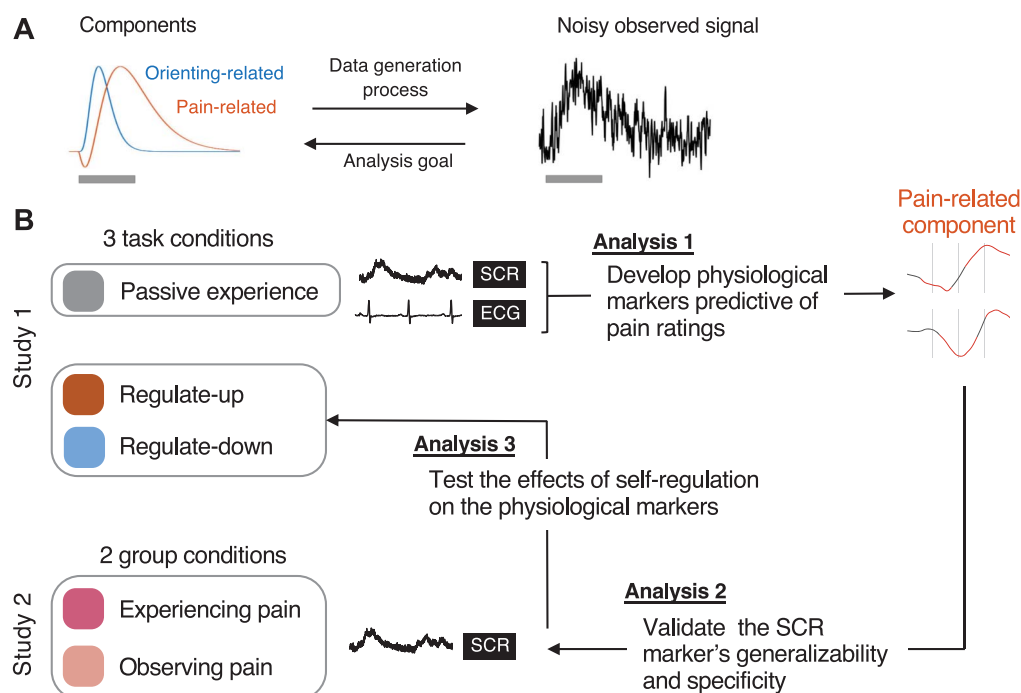 A
Components
Noisy observed signal
Orienting-related
Pain-related
Data generation
process
Analysis goal
B
3 task conditions
Study 1
Passive experience
SCR
ECG
Analysis 1
Develop physiological
markers predictive of
pain ratings
Pain-related
component
Regulate-up
Regulate-down
Analysis 3
Test the effects of self-regulation
on the physiological markers
2 group conditions
Study 2
Experiencing pain
Observing pain
SCR
Analysis 2
Validate the SCR
marker's generalizability
and specificity